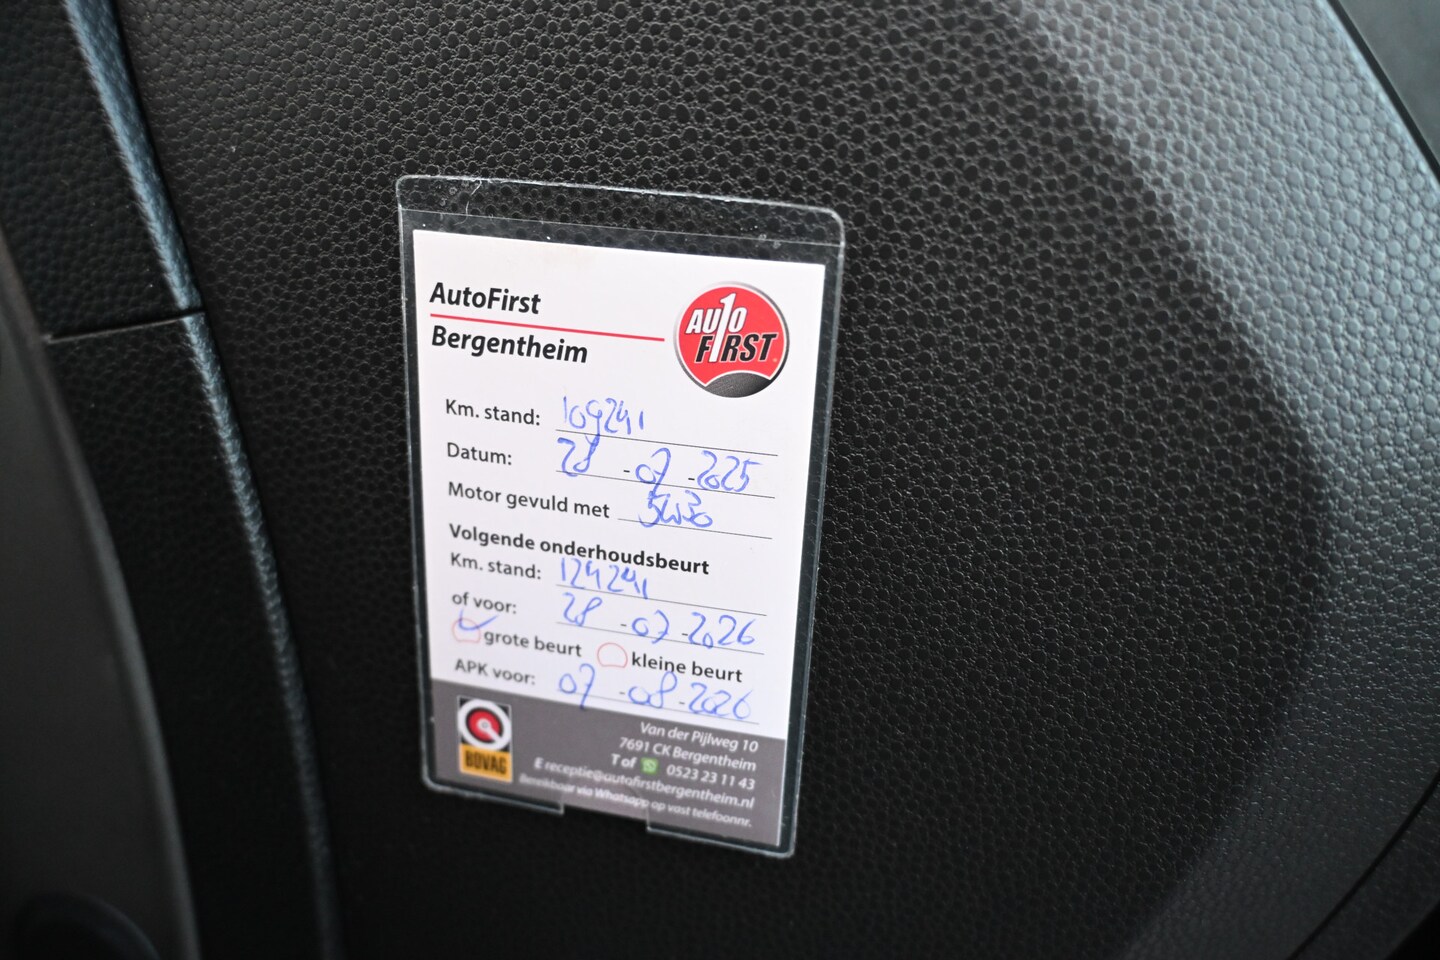 AutoFirst
Bergentheim
AUTO
F1RST
Km. stand: 109241
Datum: 28 - 07 - 2025
Motor gevuld met 5W30
Volgende onderhoudsbeurt
Km. stand: 124241
of voor: 28 - 07 - 2026
grote beurt kleine beurt
APK voor: 07 - 08 - 2026
BOVAG
Van der Pijlweg 10
7691 CK Bergentheim
T of 0523 23 11 43
E receptie@autofirstbergentheim.nl
Bereikbaar via Whatsapp op vast telefoonnr.